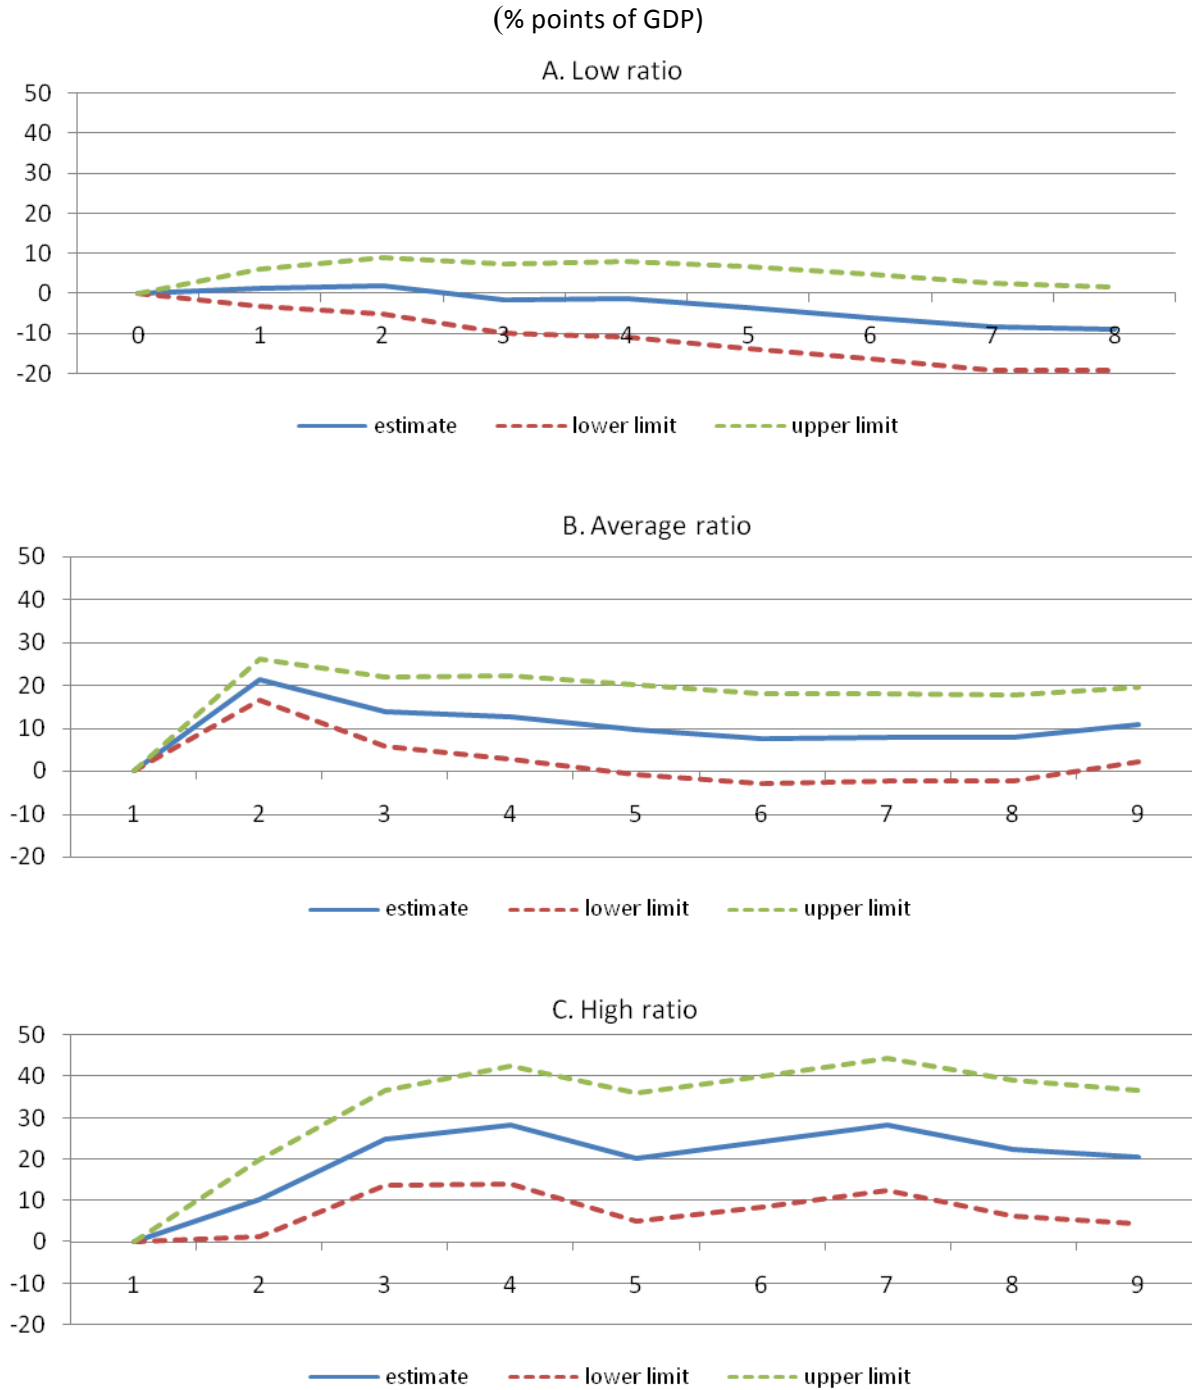 (% points of GDP)
A. Low ratio
50
40
30
20
10
0
-10
-20
0 1 2 3 4 5 6 7 8
estimate lower limit upper limit
B. Average ratio
50
40
30
20
10
0
-10
-20
1 2 3 4 5 6 7 8 9
estimate lower limit upper limit
C. High ratio
50
40
30
20
10
0
-10
-20
1 2 3 4 5 6 7 8 9
estimate lower limit upper limit